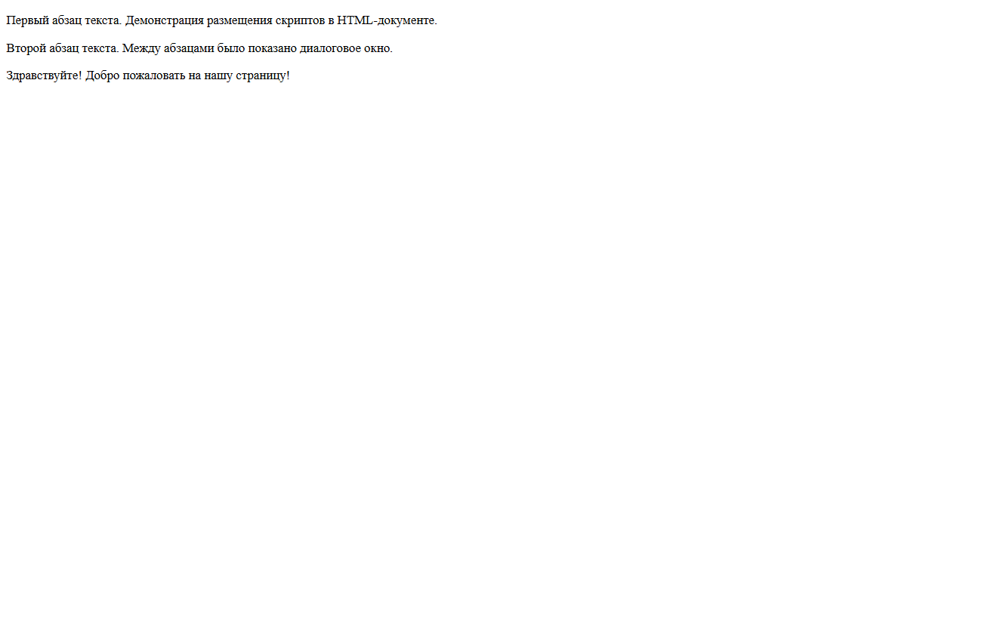 Первый абзац текста. Демонстрация размещения скриптов в HTML-документе.
Второй абзац текста. Между абзацами было показано диалоговое окно.
Здравствуйте! Добро пожаловать на нашу страницу!